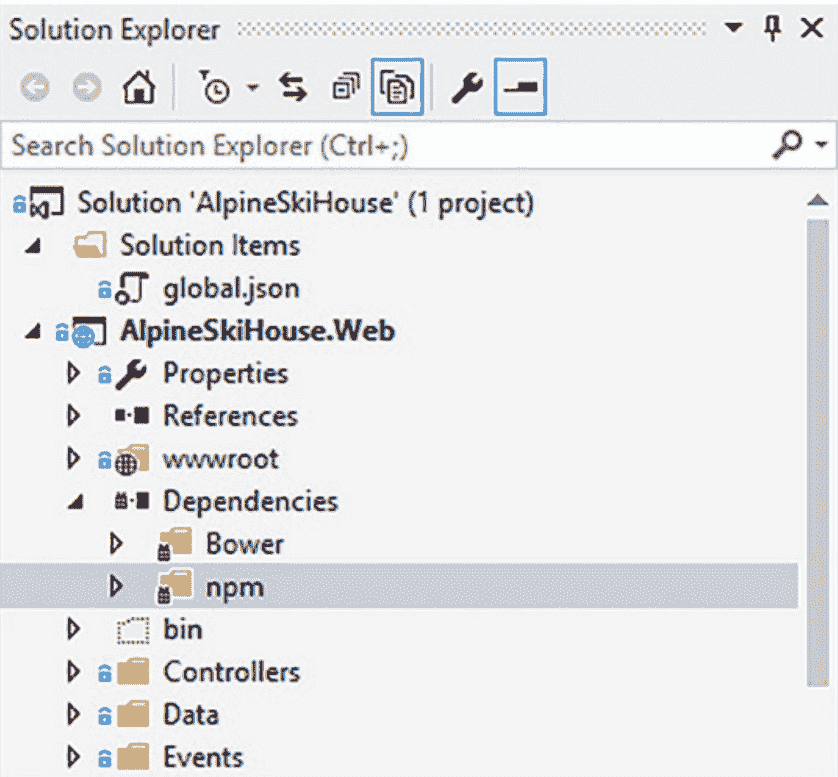 Solution Explorer
Search Solution Explorer (Ctrl+;)
Solution 'AlpineSkiHouse' (1 project)
Solution Items
global.json
AlpineSkiHouse.Web
Properties
References
wwwroot
Dependencies
Bower
npm
bin
Controllers
Data
Events